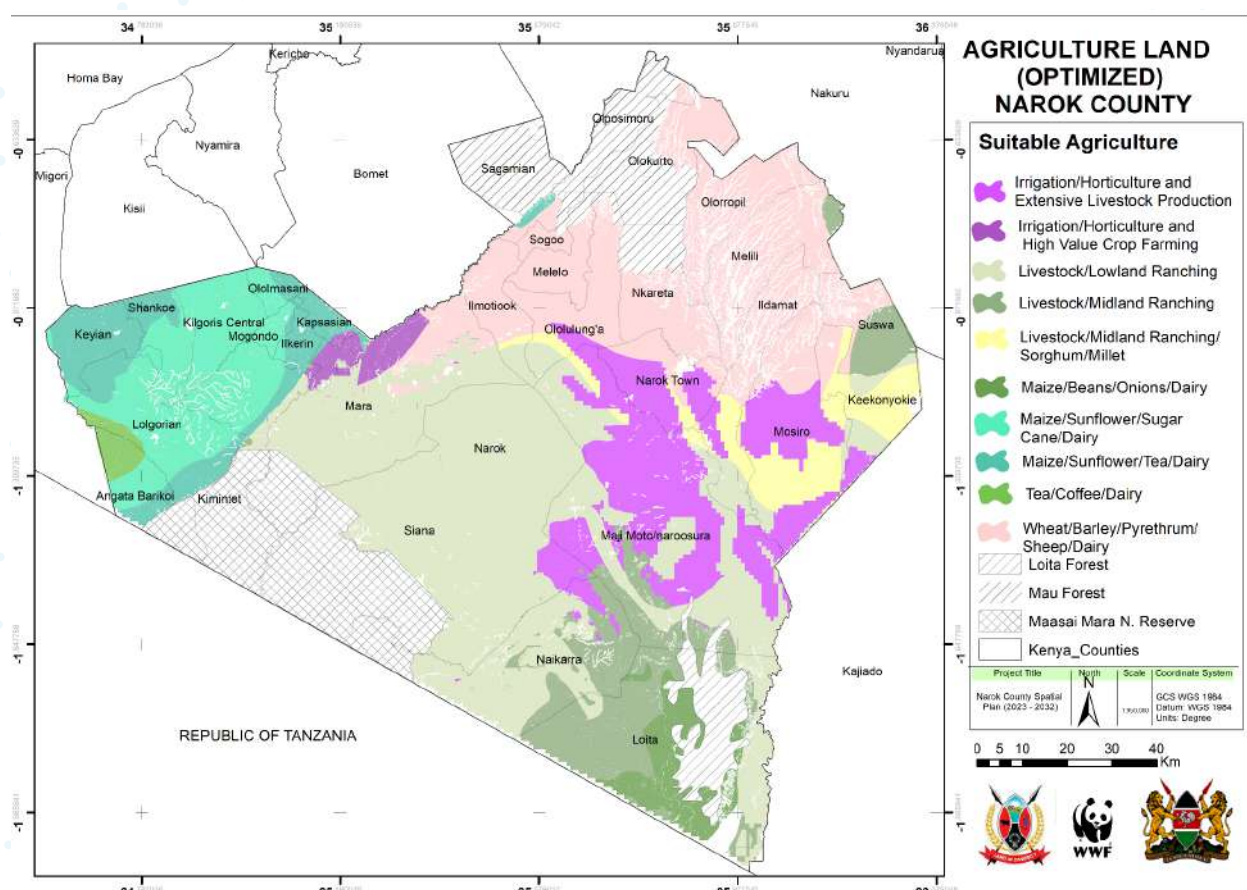 34 35 35 35 36
Nyandarua
Kericho
Homa Bay
Nakuru
Nyamira
Migori
Bomet
Kisii
Olposimoru
Olokurto
Sagamian
Olorropil
Sogoo
Melelo
Melili
Nkareta
Ildamat
Ilmotiook
Ololulung'a
Suswa
Ololmasani
Shankoe
Kilgoris Central
Kapsasian
Keyian
Mogondo
Ilkerin
Narok Town
Keekonyokie
Mara
Lolgorian
Mosiro
Narok
Angata Barikoi
Kimintet
Siana
Maji Moto/naroosura
Naikarra
Kajiado
Loita
REPUBLIC OF TANZANIA
AGRICULTURE LAND
(OPTIMIZED)
NAROK COUNTY
Suitable Agriculture
Irrigation/Horticulture and
Extensive Livestock Production
Irrigation/Horticulture and
High Value Crop Farming
Livestock/Lowland Ranching
Livestock/Midland Ranching
Livestock/Midland Ranching/
Sorghum/Millet
Maize/Beans/Onions/Dairy
Maize/Sunflower/Sugar
Cane/Dairy
Maize/Sunflower/Tea/Dairy
Tea/Coffee/Dairy
Wheat/Barley/Pyrethrum/
Sheep/Dairy
Loita Forest
Mau Forest
Maasai Mara N. Reserve
Kenya_Counties
Project Title North Scale Coordinate System
Narok County Spatial
Plan (2023 - 2032)
N
GCS WGS 1984
Datum: WGS 1984
Units: Degree
0 5 10 20 30 40
Km
WWF